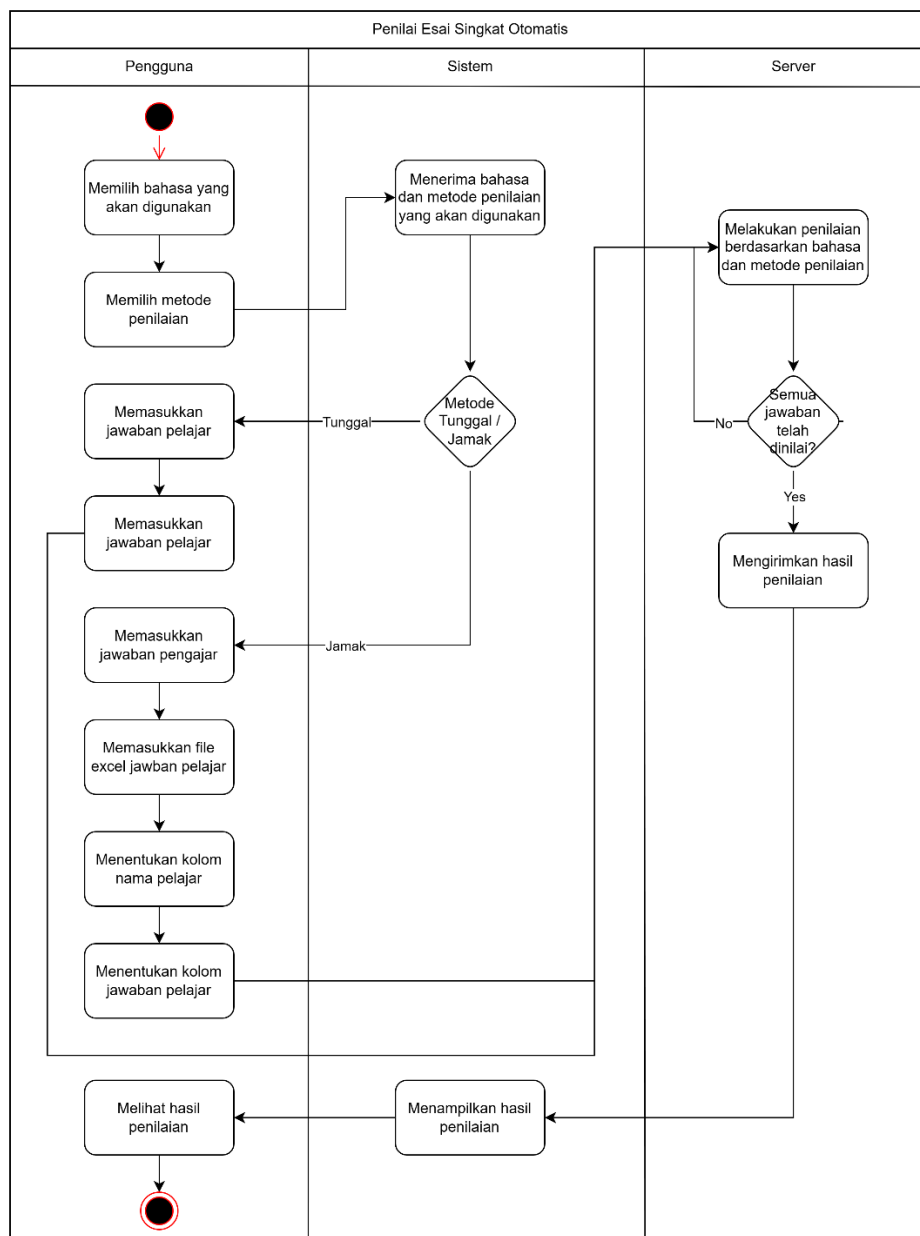 Penilai Esai Singkat Otomatis
Pengguna
Sistem
Server
Memilih bahasa yang
akan digunakan
Memilih metode
penilaian
Menerima bahasa
dan metode penilaian
yang akan digunakan
Melakukan penilaian
berdasarkan bahasa
dan metode penilaian
Metode
Tunggal /
Jamak
Tunggal
Memasukkan
jawaban pelajar
Memasukkan
jawaban pelajar
Semua
jawaban
telah
dinilai?
No
Yes
Mengirimkan hasil
penilaian
Jamak
Memasukkan
jawaban pengajar
Memasukkan file
excel jawban pelajar
Menentukan kolom
nama pelajar
Menentukan kolom
jawaban pelajar
Melihat hasil
penilaian
Menampilkan hasil
penilaian